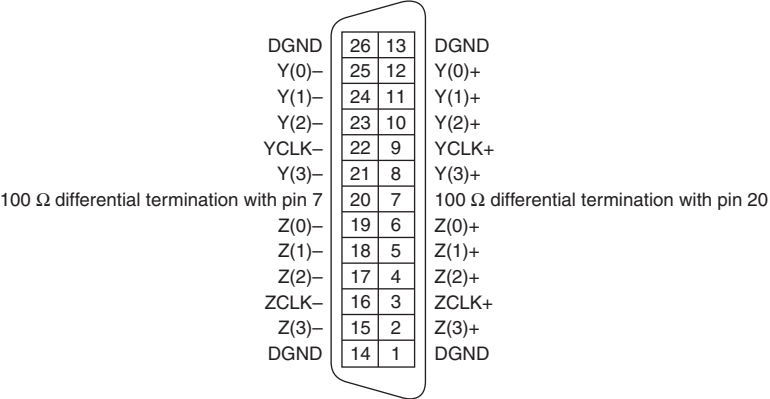 DGND 26 13 DGND
Y(0)– 25 12 Y(0)+
Y(1)– 24 11 Y(1)+
Y(2)– 23 10 Y(2)+
YCLK– 22 9 YCLK+
Y(3)– 21 8 Y(3)+
100 Ω differential termination with pin 7 20 7 100 Ω differential termination with pin 20
Z(0)– 19 6 Z(0)+
Z(1)– 18 5 Z(1)+
Z(2)– 17 4 Z(2)+
ZCLK– 16 3 ZCLK+
Z(3)– 15 2 Z(3)+
DGND 14 1 DGND